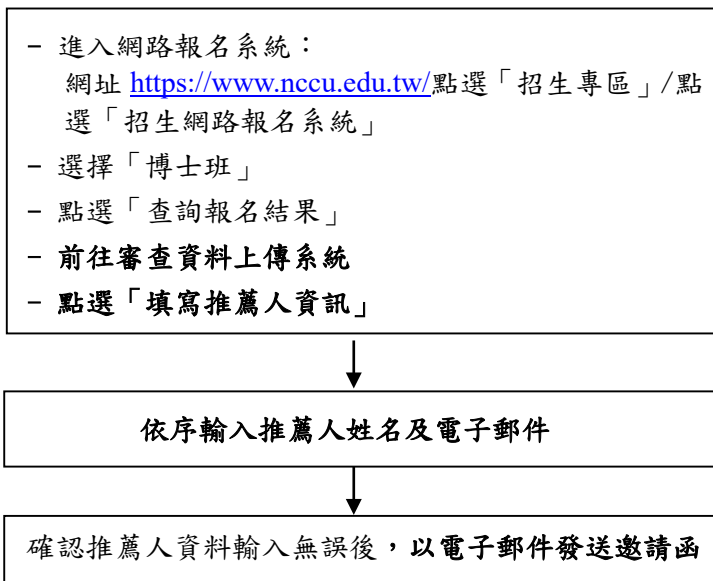 - 進入網路報名系統：
網址 https://www.nccu.edu.tw/點選「招生專區」/點
選「招生網路報名系統」
- 選擇「博士班」
- 點選「查詢報名結果」
- 前往審查資料上傳系統
- 點選「填寫推薦人資訊」
依序輸入推薦人姓名及電子郵件
確認推薦人資料輸入無誤後，以電子郵件發送邀請函